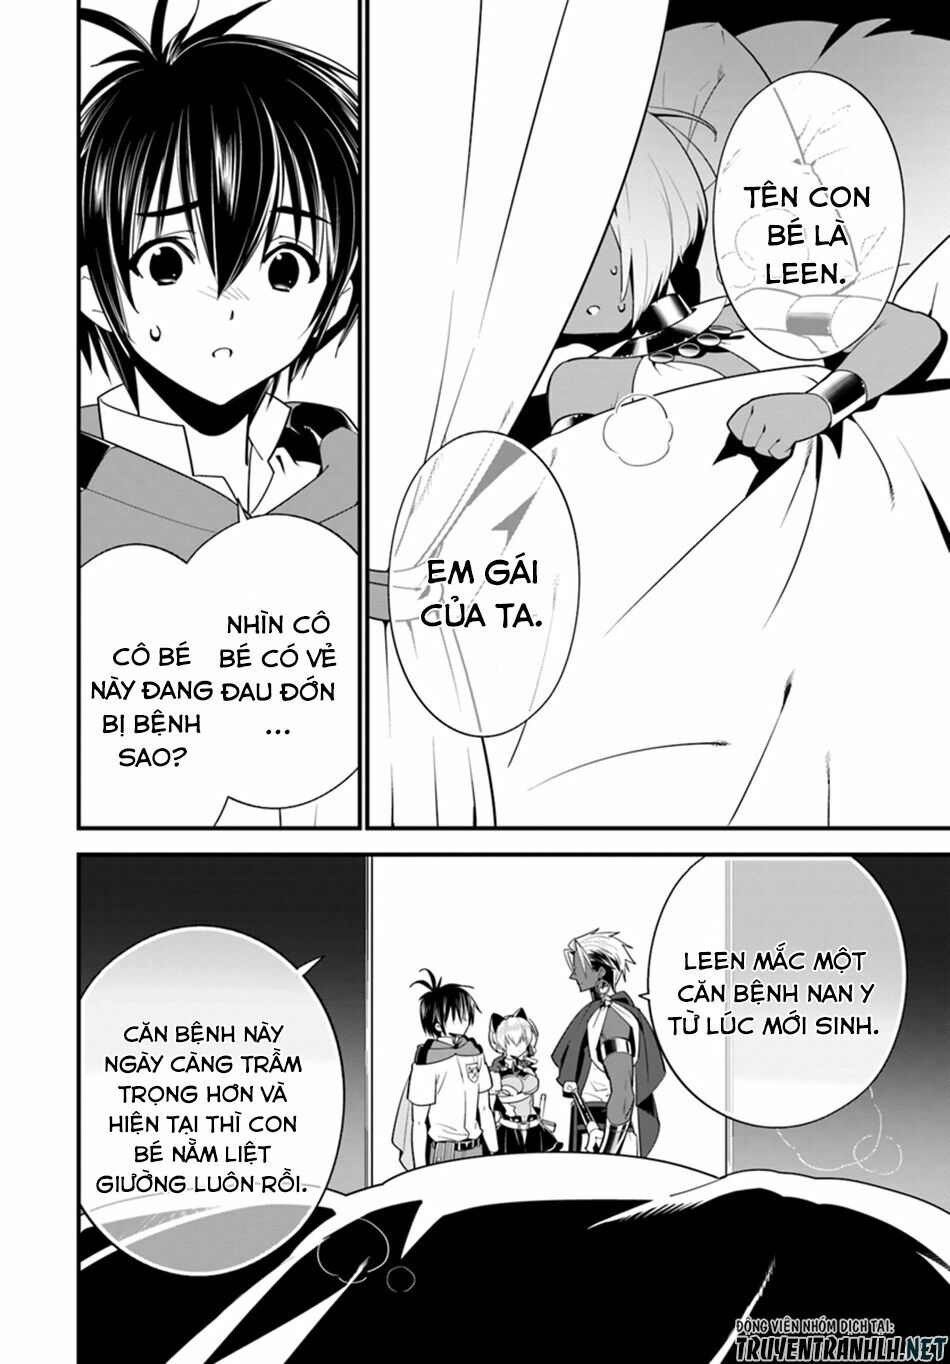 TÊN CON
BÉ LÀ
LEEN.
EM GÁI
CỦA TA.
NHÌN CÔ
BÉ CÓ VẺ
ĐAU ĐỚN
...
CÔ BÉ
NÀY ĐANG
BỊ BỆNH
SAO?
LEEN MẮC MỘT
CĂN BỆNH NAN Y
TỪ LÚC MỚI SINH.
CĂN BỆNH NÀY
NGÀY CÀNG TRẦM
TRỌNG HƠN VÀ
HIỆN TẠI THÌ CON
BÉ NẰM LIỆT
GIƯỜNG LUÔN RỒI.
ĐỘNG VIÊN NHÓM DỊCH TẠI:
TRUYENTRANHLH.NET